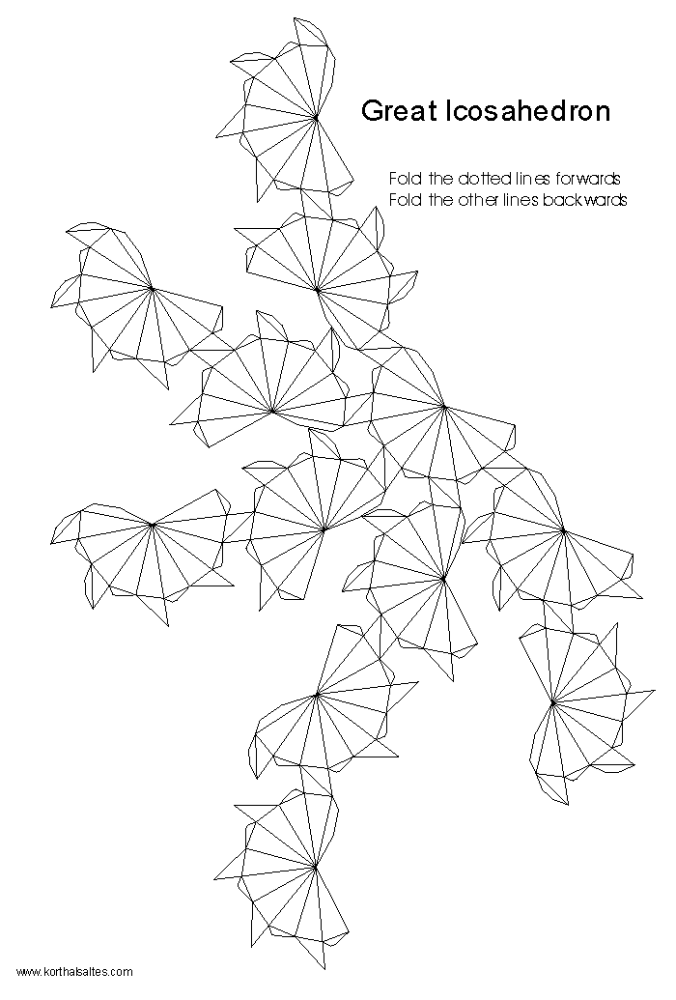 Great Icosahedron
Fold the dotted lines forwards
Fold the other lines backwards
www.korthalsaltes.com